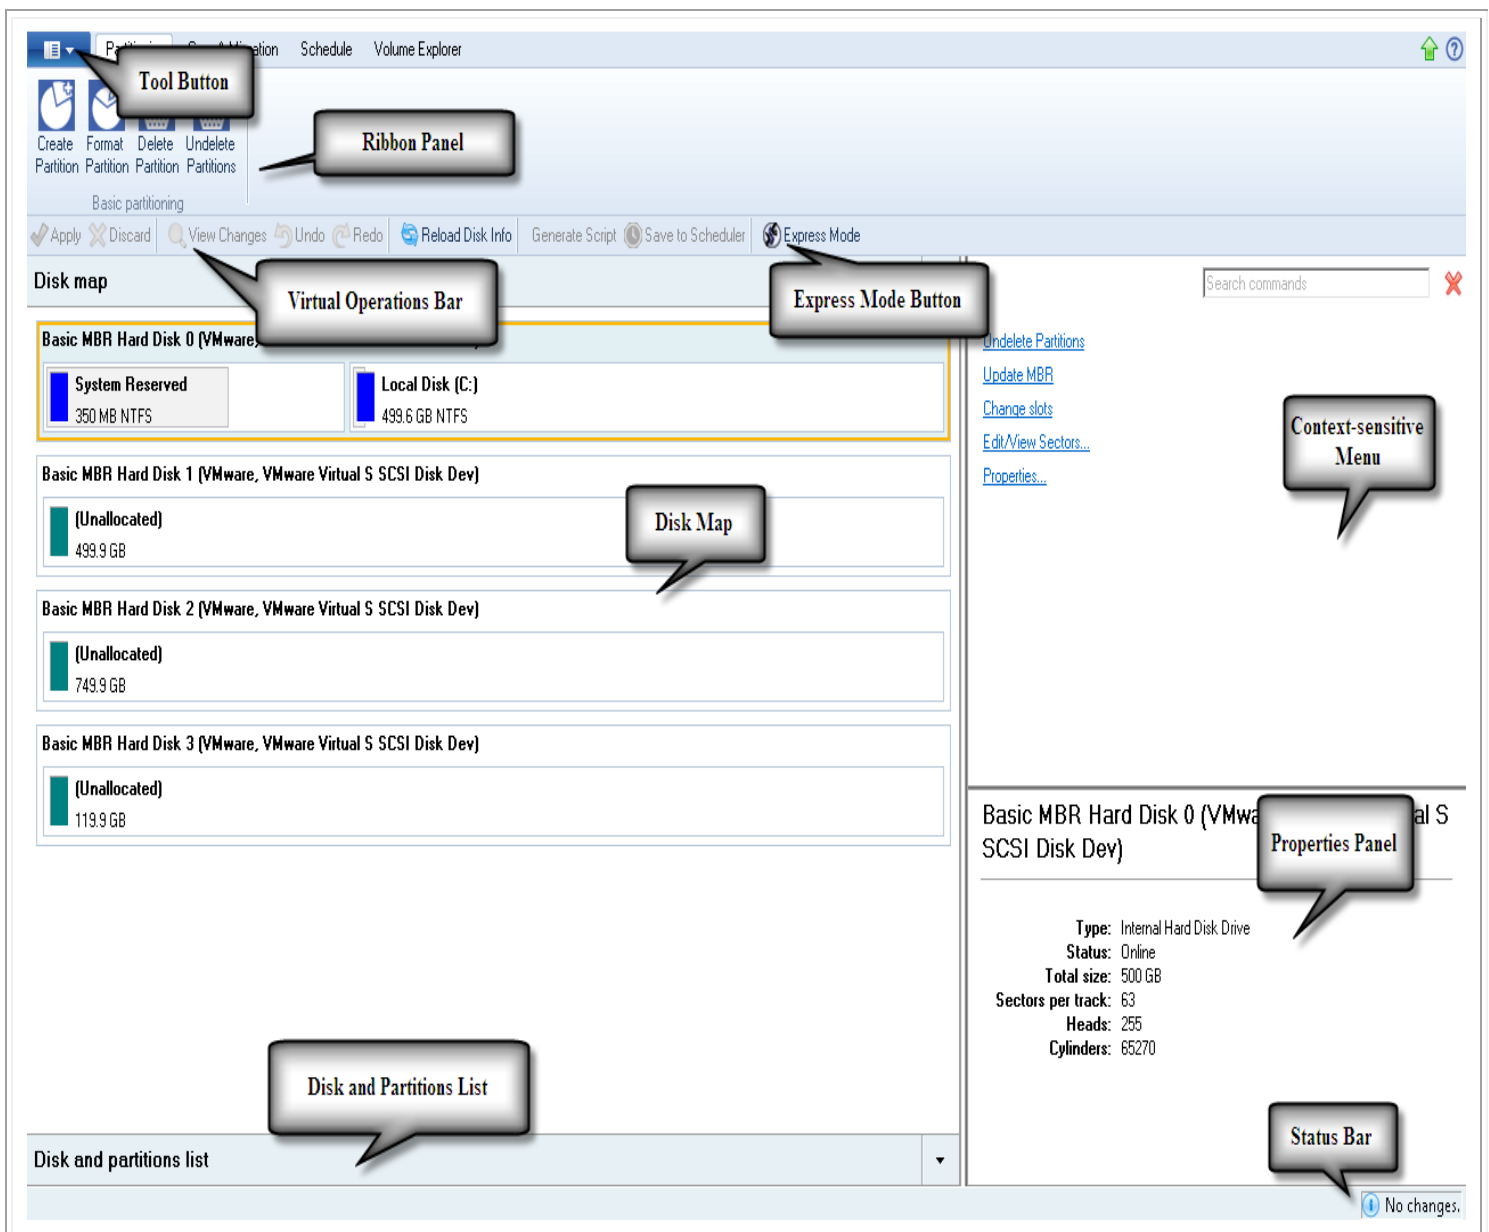 Schedule
Volume Explorer
Tool Button
Ribbon Panel
Create Partition
Format Partition
Delete Partition
Undelete Partitions
Basic partitioning
Apply
Discard
View Changes
Undo
Redo
Reload Disk Info
Generate Script
Save to Scheduler
Express Mode
Disk map
Virtual Operations Bar
Express Mode Button
Search commands
Basic MBR Hard Disk 0 (VMware,
System Reserved
350 MB NTFS
Local Disk (C:)
499.6 GB NTFS
Undelete Partitions
Update MBR
Change slots
Edit/View Sectors...
Properties...
Context-sensitive
Menu
Basic MBR Hard Disk 1 (VMware, VMware Virtual S SCSI Disk Dev)
(Unallocated)
499.9 GB
Disk Map
Basic MBR Hard Disk 2 (VMware, VMware Virtual S SCSI Disk Dev)
(Unallocated)
749.9 GB
Basic MBR Hard Disk 3 (VMware, VMware Virtual S SCSI Disk Dev)
(Unallocated)
119.9 GB
Basic MBR Hard Disk 0 S
SCSI Disk Dev)
Properties Panel
Type: Internal Hard Disk Drive
Status: Online
Total size: 500 GB
Sectors per track: 63
Heads: 255
Cylinders: 65270
Disk and Partitions List
Disk and partitions list
Status Bar
No changes.